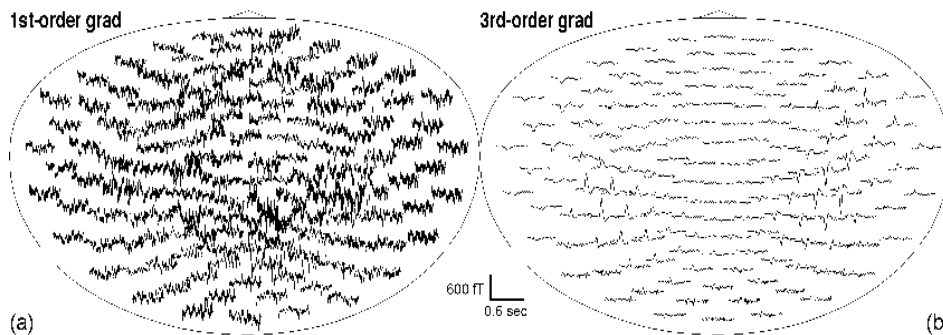 1st-order grad
3rd-order grad
600 fT
0.6 sec
(a)
(b)